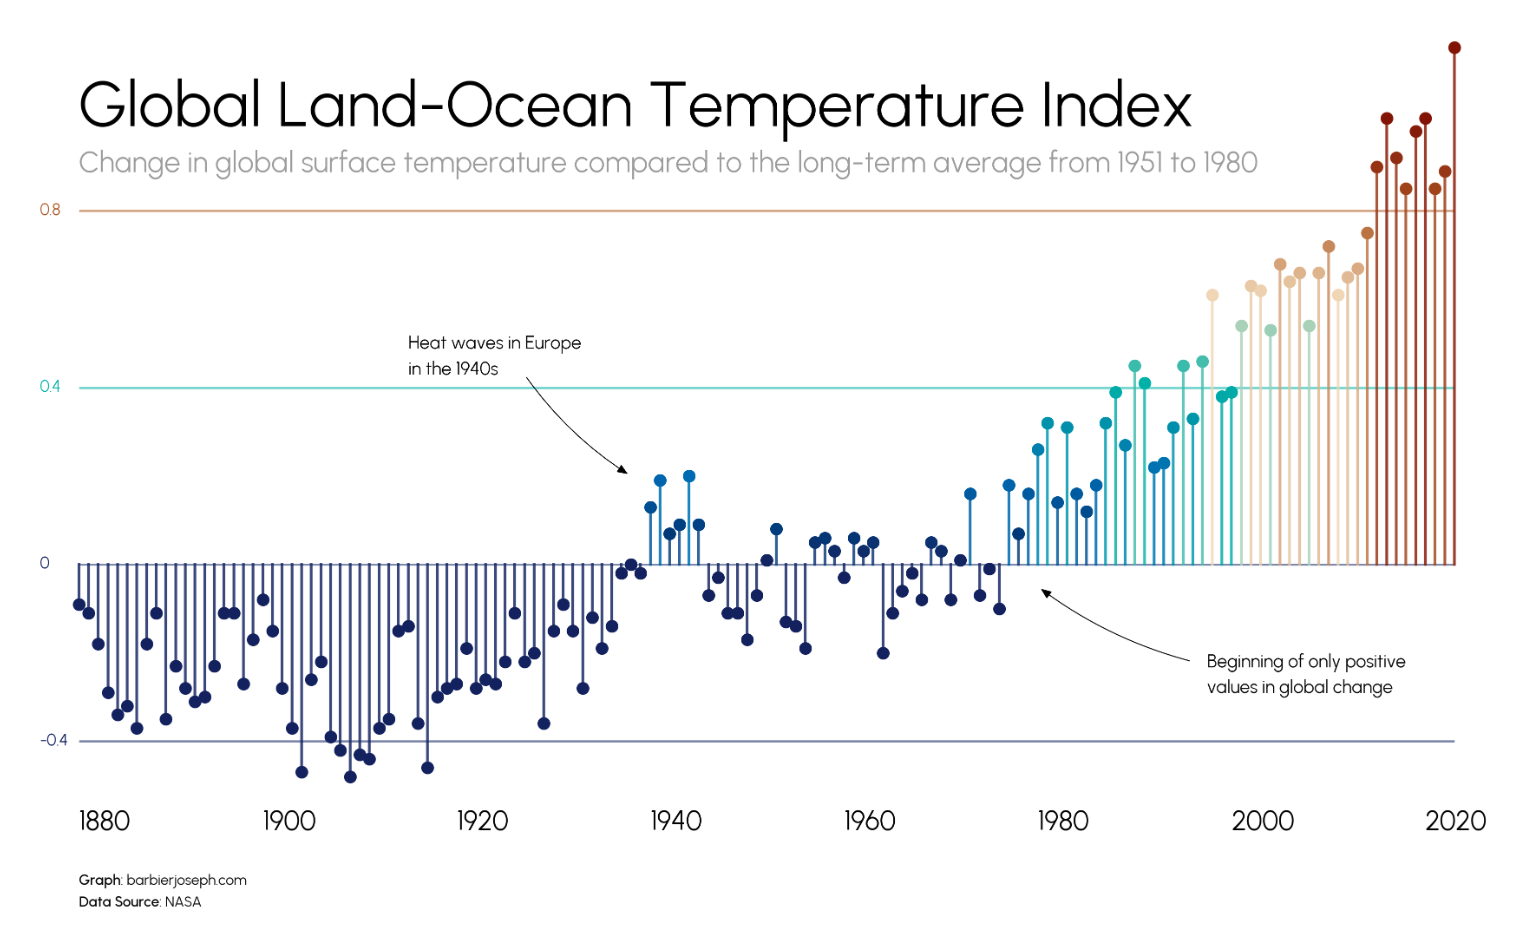 Global Land-Ocean Temperature Index
Change in global surface temperature compared to the long-term average from 1951 to 1980
0.8
Heat waves in Europe
in the 1940s
0.4
0
Beginning of only positive
values in global change
-0.4
1880 1900 1920 1940 1960 1980 2000 2020
Graph: barbierjoseph.com
Data Source: NASA